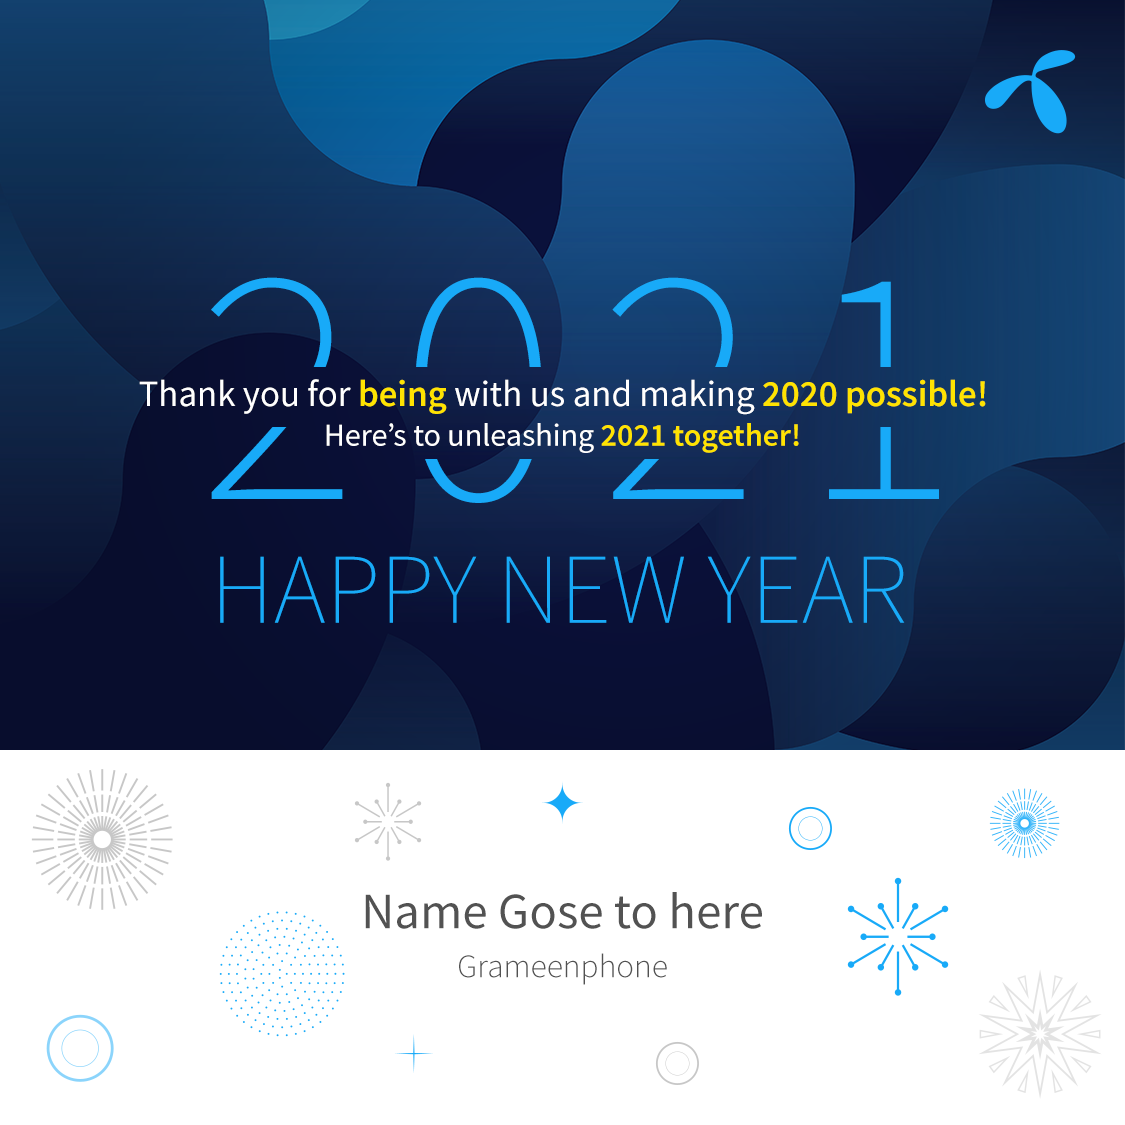 2021
Thank you for being with us and making 2020 possible!
Here’s to unleashing 2021 together!
HAPPY NEW YEAR
Name Gose to here
Grameenphone